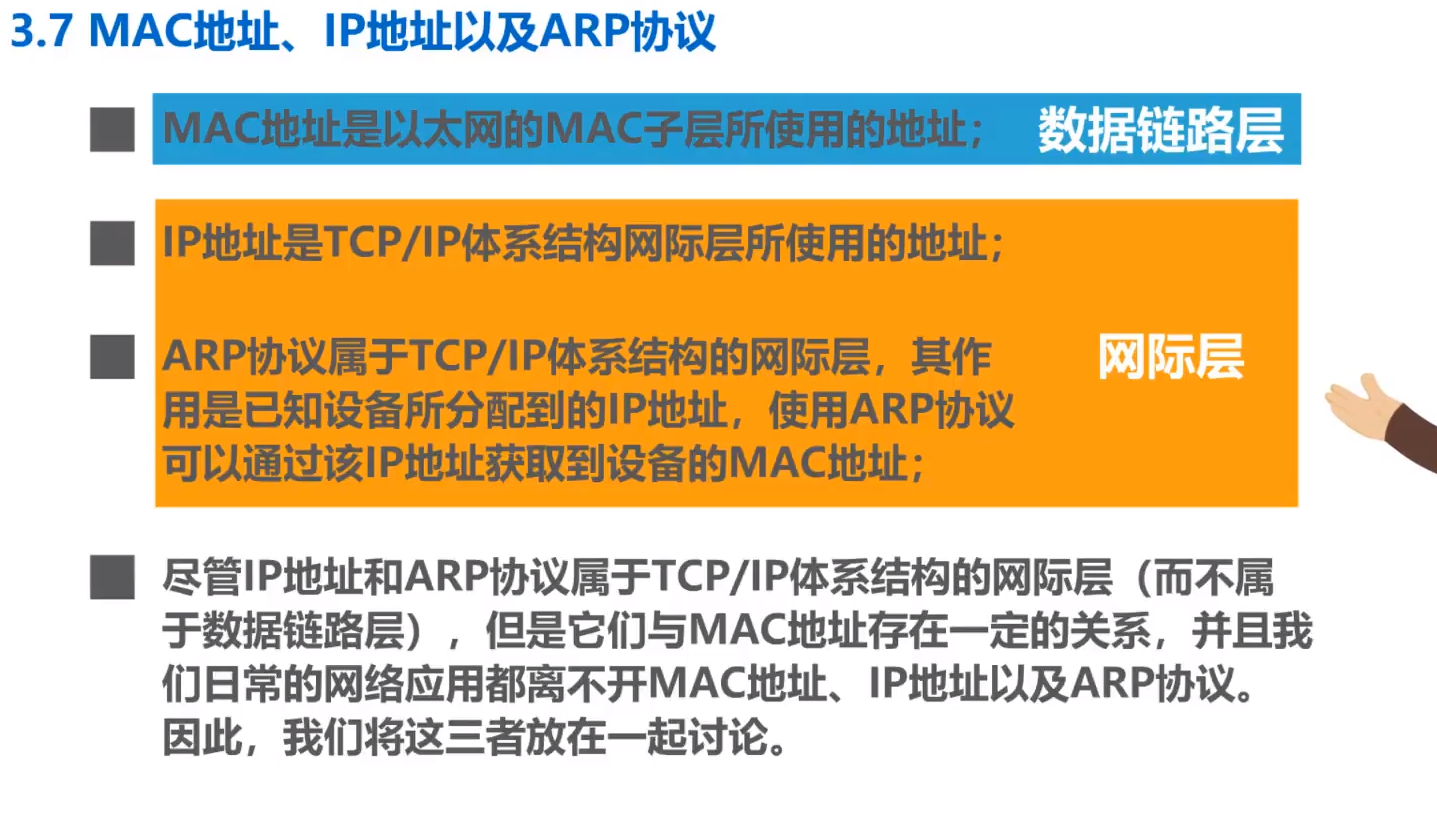 3.7 MAC地址、IP地址以及ARP协议
MAC地址是以太网的MAC子层所使用的地址； 数据链路层
IP地址是TCP/IP体系结构网际层所使用的地址；
ARP协议属于TCP/IP体系结构的网际层，其作
用是已知设备所分配到的IP地址，使用ARP协议
可以通过该IP地址获取到设备的MAC地址；
网际层
尽管IP地址和ARP协议属于TCP/IP体系结构的网际层（而不属
于数据链路层），但是它们与MAC地址存在一定的关系，并且我
们日常的网络应用都离不开MAC地址、IP地址以及ARP协议。
因此，我们将这三者放在一起讨论。